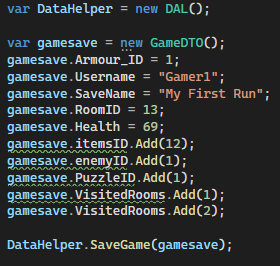 var DataHelper = new DAL();
var gamesave = new GameDTO();
gamesave.Armour_ID = 1;
gamesave.Username = "Gamer1";
gamesave.SaveName = "My First Run";
gamesave.RoomID = 13;
gamesave.Health = 69;
gamesave.itemsID.Add(12);
gamesave.enemyID.Add(1);
gamesave.PuzzleID.Add(1);
gamesave.VisitedRooms.Add(1);
gamesave.VisitedRooms.Add(2);
DataHelper.SaveGame(gamesave);